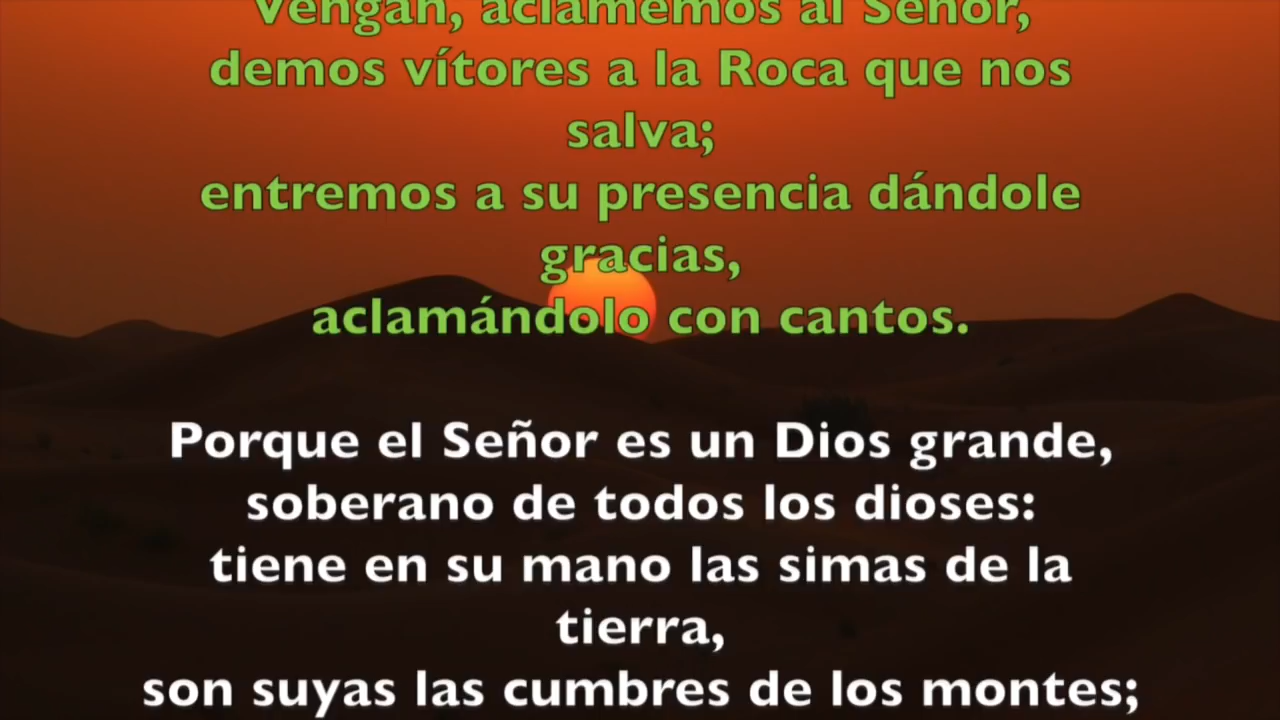 Vengan, aclamemos al Señor,
demos vítores a la Roca que nos
salva;
entremos a su presencia dándole
gracias,
aclamándolo con cantos.
Porque el Señor es un Dios grande,
soberano de todos los dioses:
tiene en su mano las simas de la
tierra,
son suyas las cumbres de los montes;